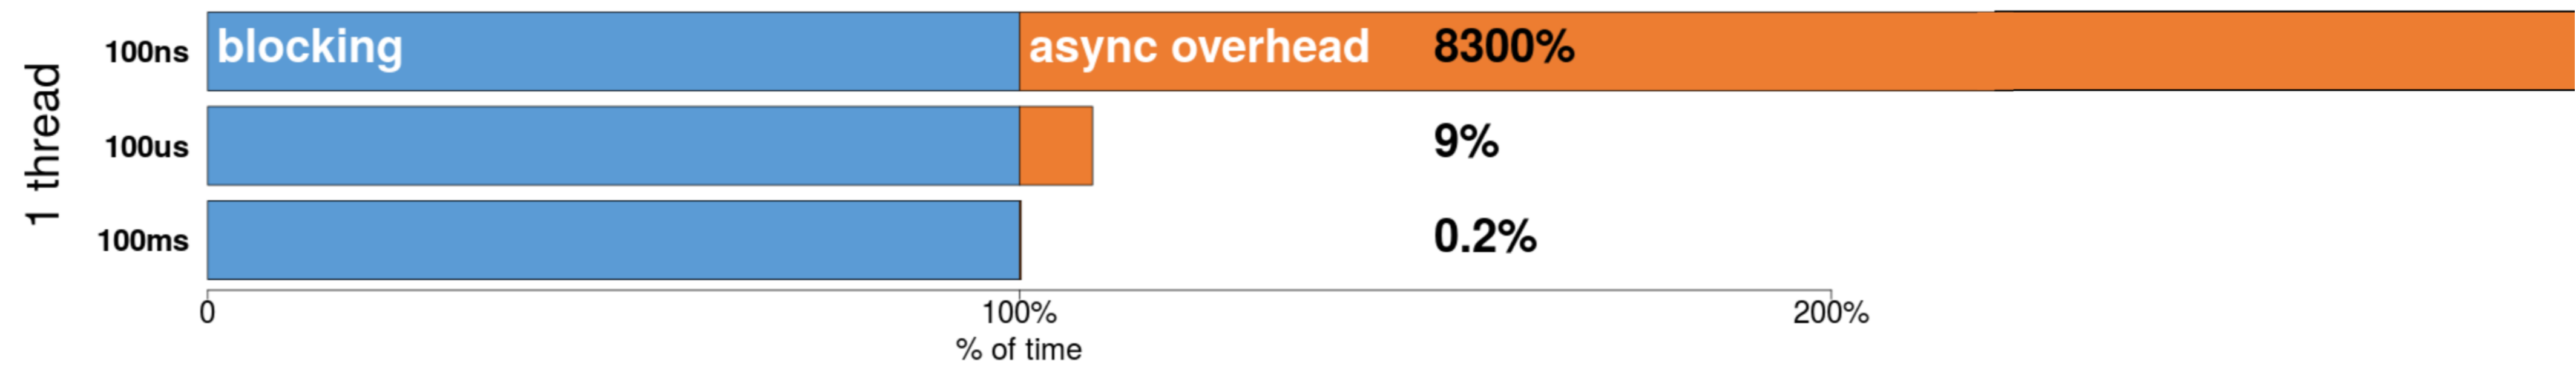 1 thread
100ns blocking async overhead 8300%
100us 9%
100ms 0.2%
0 100% 200%
% of time